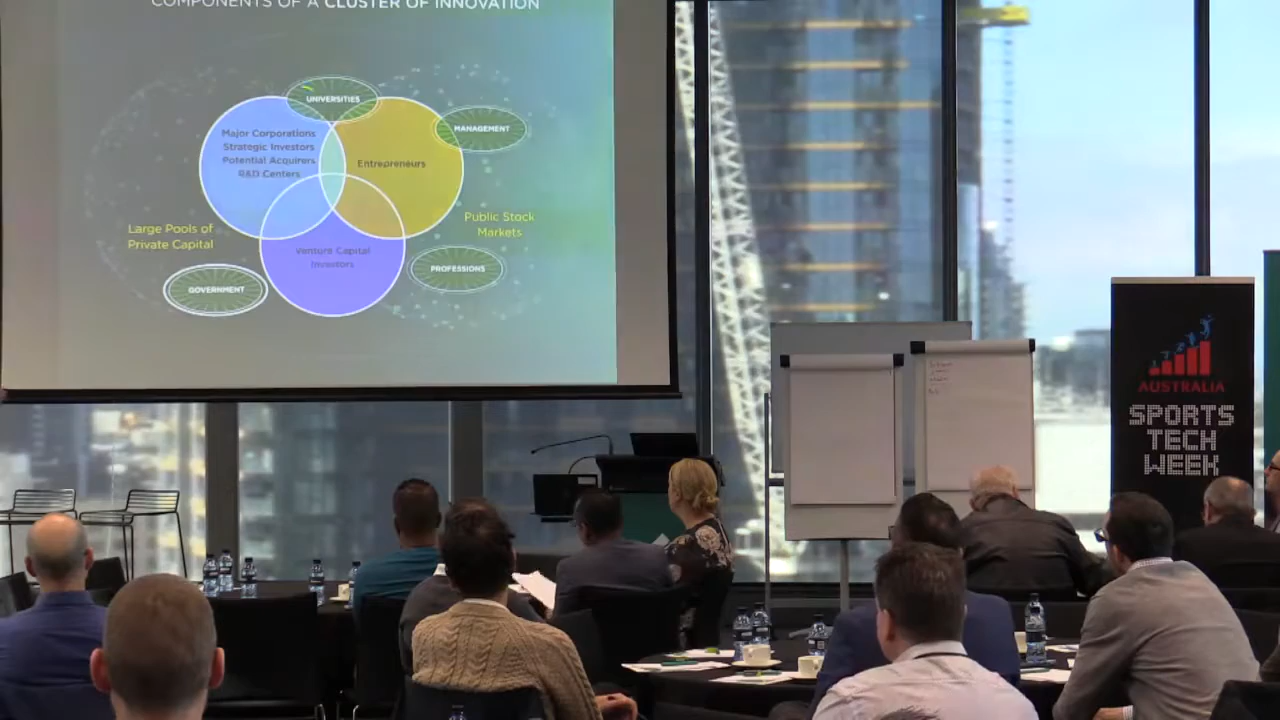 COMPONENTS OF A CLUSTER OF INNOVATION
UNIVERSITIES
MANAGEMENT
Major Corporations
Strategic Investors
Potential Acquirers
R&D Centers
Entrepreneurs
Large Pools of
Private Capital
Public Stock
Markets
Venture Capital
Investors
PROFESSIONS
GOVERNMENT
AUSTRALIA
SPORTS
TECH
WEEK